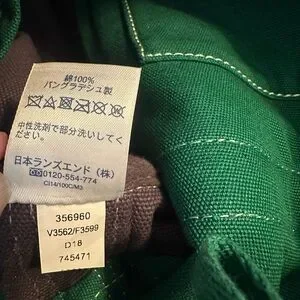 綿100%
バングラデシュ製
中性洗剤で部分洗いしてく
ださい。
日本ランズエンド(株)
0120-554-774
CI14/100C/M3
356960
V3562/F3599
D18
745471